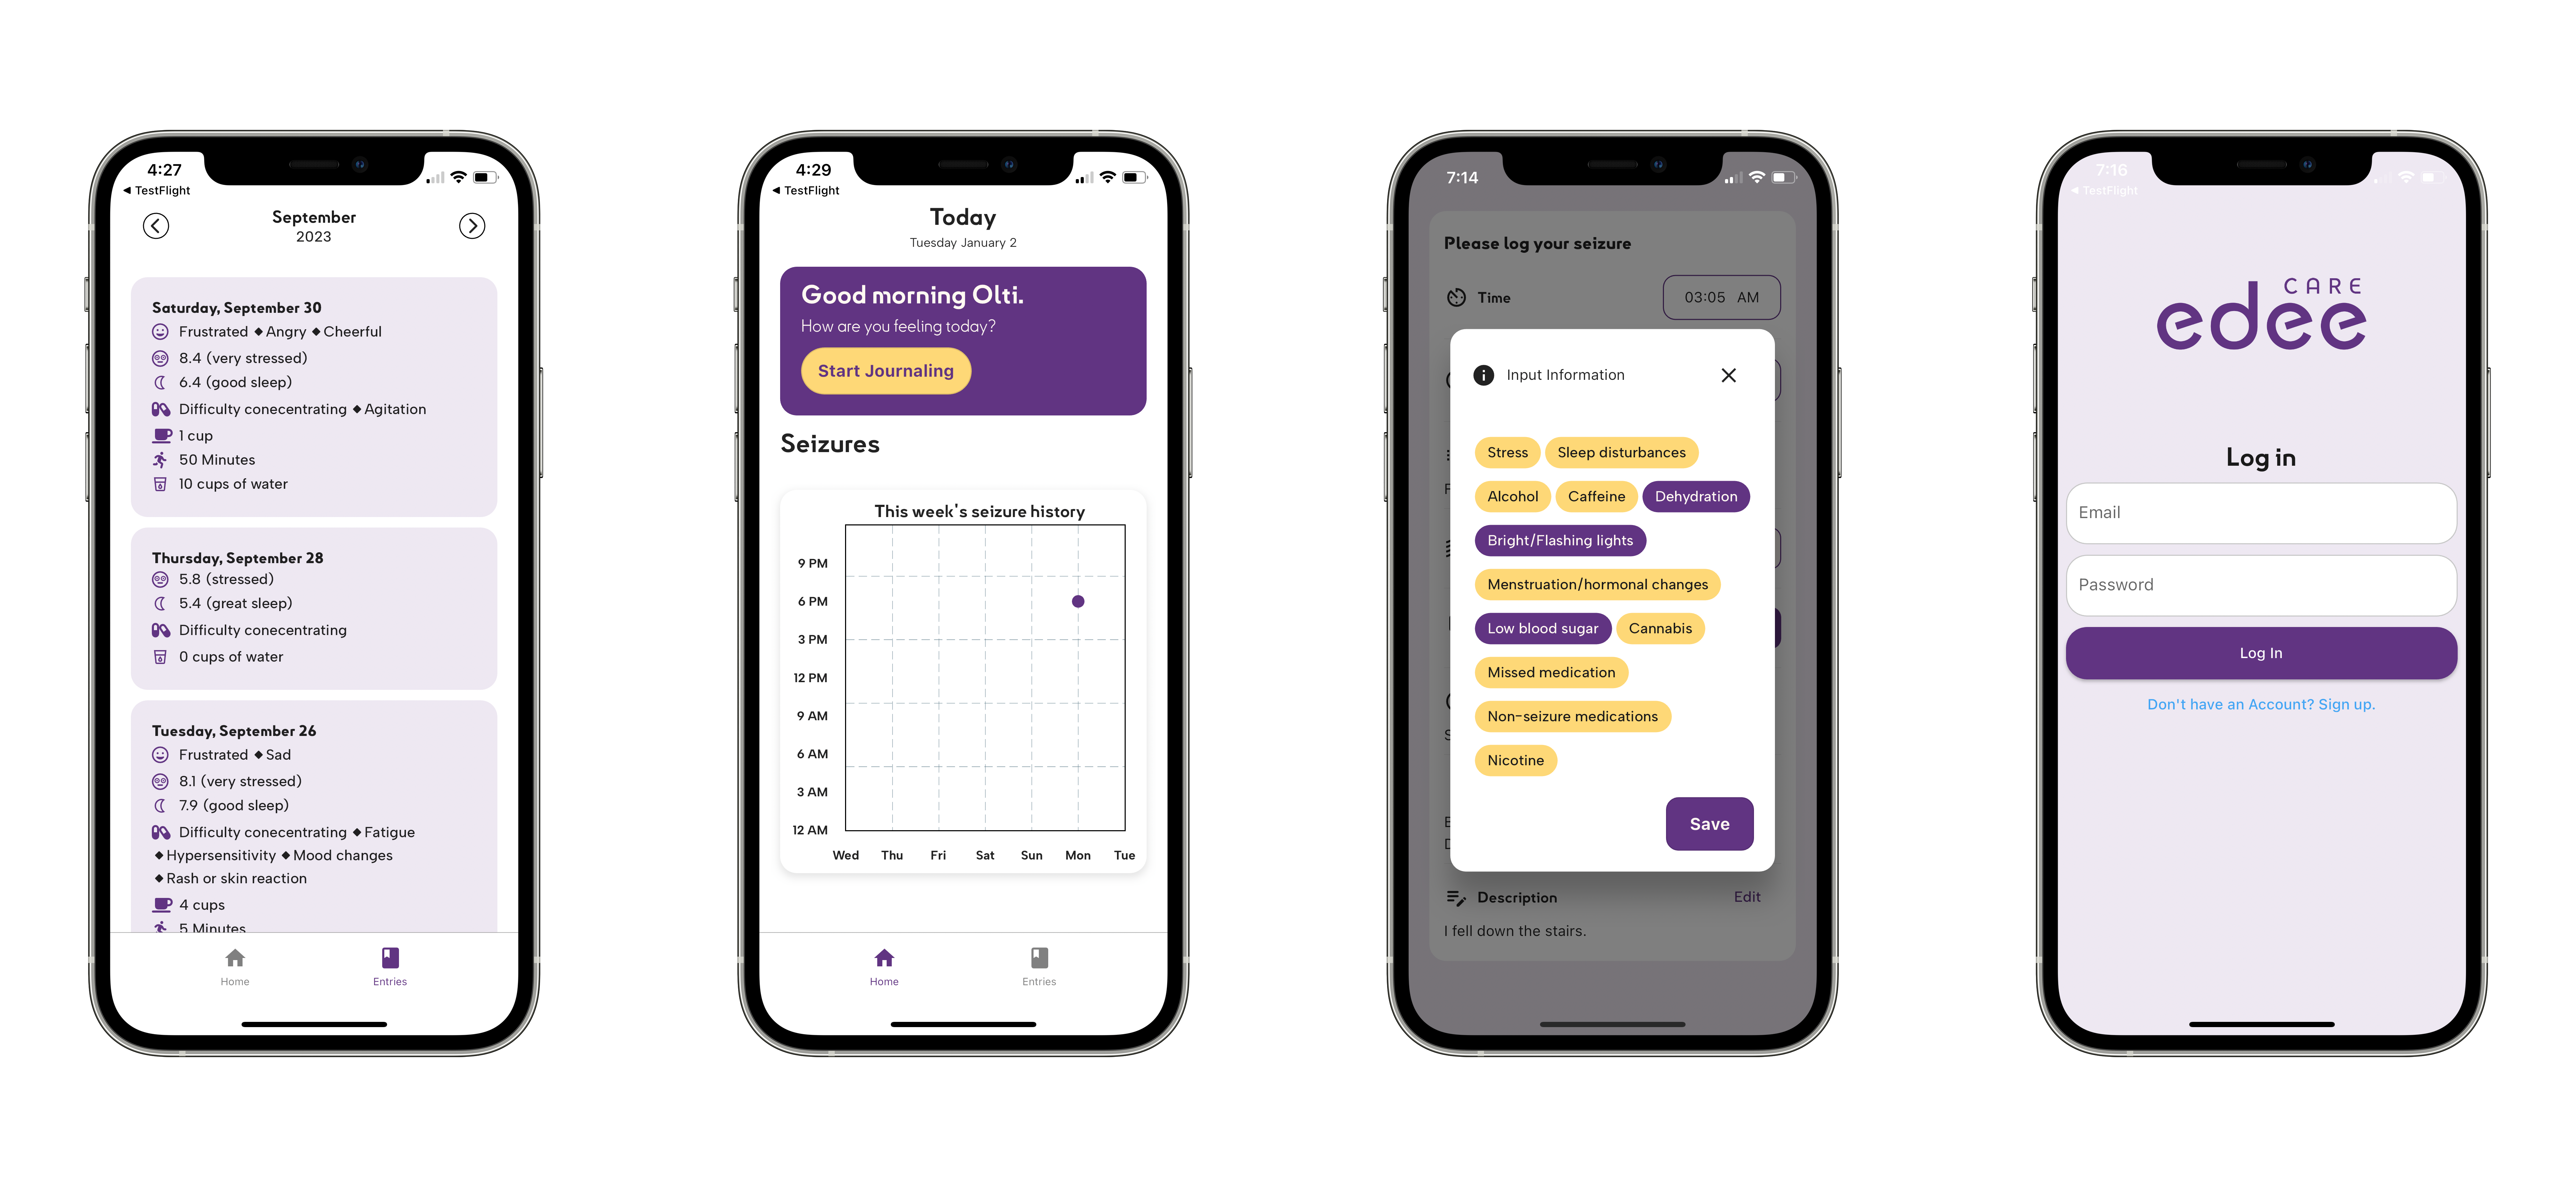 4:27
◀ TestFlight
September
2023
Saturday, September 30
Frustrated ◆ Angry ◆ Cheerful
8.4 (very stressed)
6.4 (good sleep)
Difficulty conecentrating ◆ Agitation
1 cup
50 Minutes
10 cups of water
Thursday, September 28
5.8 (stressed)
5.4 (great sleep)
Difficulty conecentrating
0 cups of water
Tuesday, September 26
Frustrated ◆ Sad
8.1 (very stressed)
7.9 (good sleep)
Difficulty conecentrating ◆ Fatigue
◆ Hypersensitivity ◆ Mood changes
◆ Rash or skin reaction
4 cups
5 Minutes
Home Entries
4:29
◀ TestFlight
Today
Tuesday January 2
Good morning Olti.
How are you feeling today?
Start Journaling
Seizures
This week's seizure history
9 PM
6 PM
3 PM
12 PM
9 AM
6 AM
3 AM
12 AM
Wed Thu Fri Sat Sun Mon Tue
Home Entries
7:14
Please log your seizure
Time 03:05 AM
Input Information
Stress Sleep disturbances
Alcohol Caffeine Dehydration
Bright/Flashing lights
Menstruation/hormonal changes
Low blood sugar Cannabis
Missed medication
Non-seizure medications
Nicotine
Save
Description Edit
I fell down the stairs.
7:16
◀ TestFlight
CARE
edee
Log in
Email
Password
Log In
Don't have an Account? Sign up.